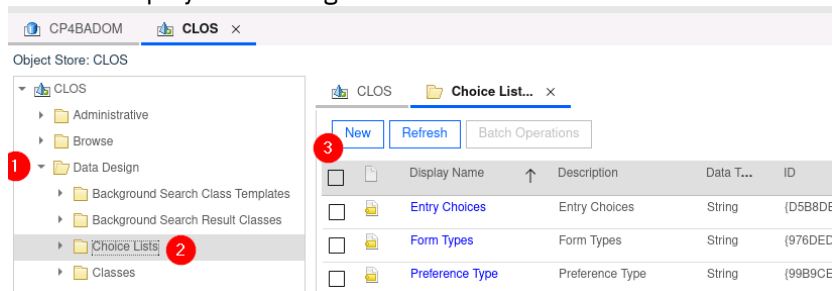 CP4BADOM CLOS ×
Object Store: CLOS
CLOS
Administrative
Browse
1 Data Design
Background Search Class Templates
Background Search Result Classes
Choice Lists 2
Classes
CLOS Choice List... ×
New Refresh Batch Operations
3
Display Name ↑ Description Data T... ID
Entry Choices Entry Choices String {D5B8DE
Form Types Form Types String {976DED
Preference Type Preference Type String {99B9CE